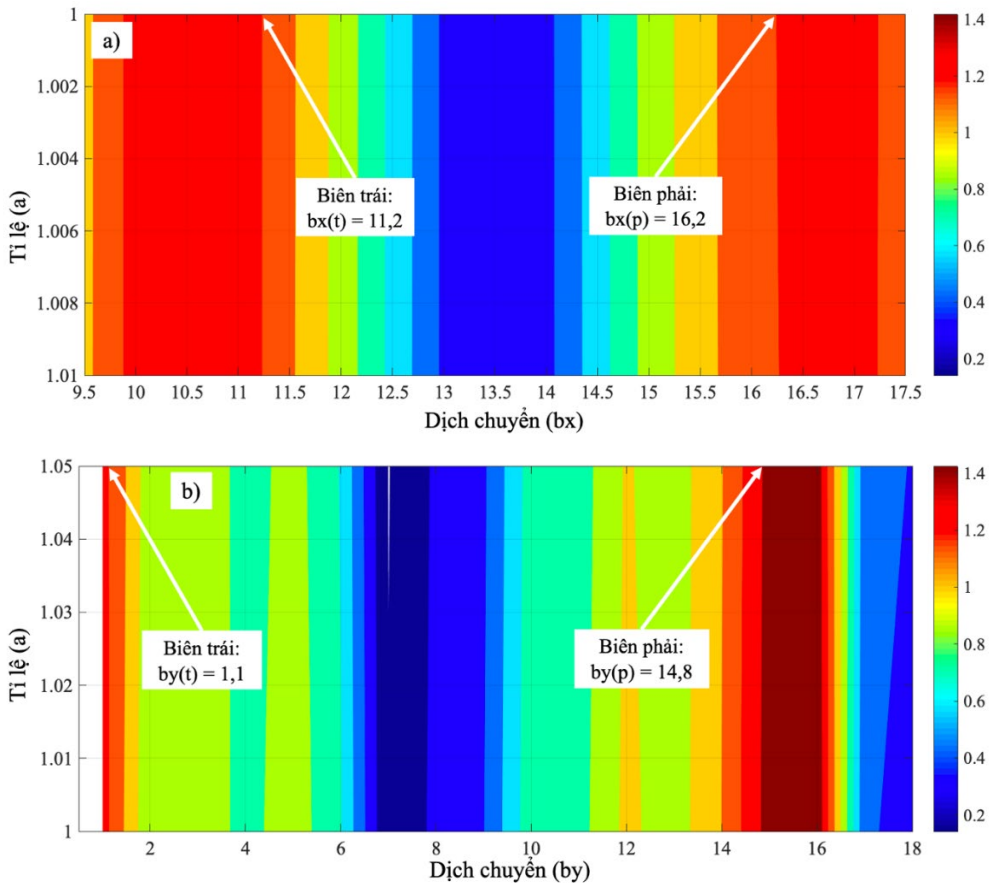 a)
Tỉ lệ (a)
1
1.002
1.004
1.006
1.008
1.01
Biên trái:
bx(t) = 11,2
Biên phải:
bx(p) = 16,2
9.5 10 10.5 11 11.5 12 12.5 13 13.5 14 14.5 15 15.5 16 16.5 17 17.5
Dịch chuyển (bx)
1.4
1.2
1
0.8
0.6
0.4
0.2
b)
Tỉ lệ (a)
1.05
1.04
1.03
1.02
1.01
1
Biên trái:
by(t) = 1,1
Biên phải:
by(p) = 14,8
2 4 6 8 10 12 14 16 18
Dịch chuyển (by)
1.4
1.2
1
0.8
0.6
0.4
0.2